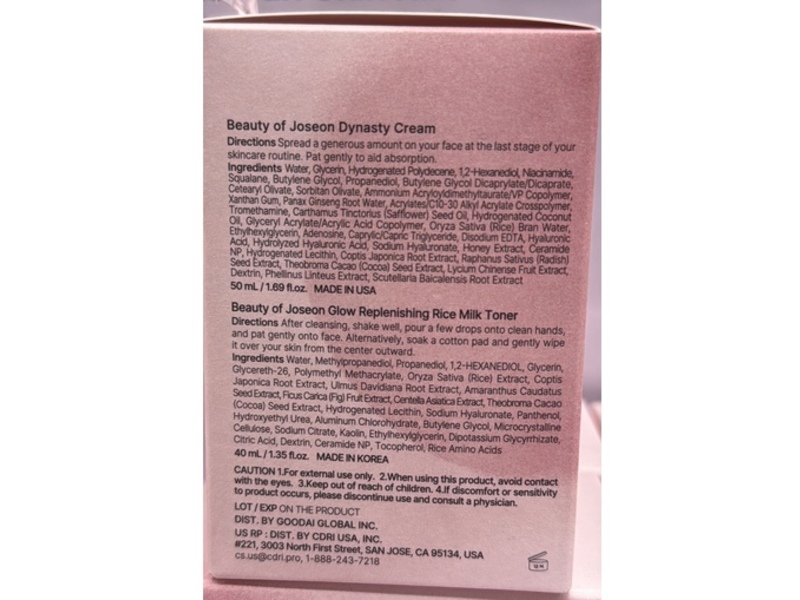 Beauty of Joseon Dynasty Cream
Directions Spread a generous amount on your face at the last stage of your
skincare routine. Pat gently to aid absorption.
Ingredients Water, Glycerin, Hydrogenated Polydecene, 1,2-Hexanediol, Niacinamide,
Squalane, Butylene Glycol, Propanediol, Butylene Glycol Dicaprylate/Dicaprate,
Cetearyl Olivate, Sorbitan Olivate, Ammonium Acryloyldimethyltaurate/VP Copolymer,
Xanthan Gum, Panax Ginseng Root Water, Acrylates/C10-30 Alkyl Acrylate Crosspolymer,
Tromethamine, Carthamus Tinctorius (Safflower) Seed Oil, Hydrogenated Coconut
Oil, Glyceryl Acrylate/Acrylic Acid Copolymer, Oryza Sativa (Rice) Bran Water,
Ethylhexylglycerin, Adenosine, Caprylic/Capric Triglyceride, Disodium EDTA, Hyaluronic
Acid, Hydrolyzed Hyaluronic Acid, Sodium Hyaluronate, Honey Extract, Ceramide
NP, Hydrogenated Lecithin, Coptis Japonica Root Extract, Raphanus Sativus (Radish)
Seed Extract, Theobroma Cacao (Cocoa) Seed Extract, Lycium Chinense Fruit Extract,
Dextrin, Phellinus Linteus Extract, Scutellaria Baicalensis Root Extract
50 mL / 1.69 fl.oz. MADE IN USA
Beauty of Joseon Glow Replenishing Rice Milk Toner
Directions After cleansing, shake well, pour a few drops onto clean hands,
and pat gently onto face. Alternatively, soak a cotton pad and gently wipe
it over your skin from the center outward.
Ingredients Water, Methylpropanediol, Propanediol, 1,2-HEXANEDIOL, Glycerin,
Glycereth-26, Polymethyl Methacrylate, Oryza Sativa (Rice) Extract, Coptis
Japonica Root Extract, Ulmus Davidiana Root Extract, Amaranthus Caudatus
Seed Extract, Ficus Carica (Fig) Fruit Extract, Centella Asiatica Extract, Theobroma Cacao
(Cocoa) Seed Extract, Hydrogenated Lecithin, Sodium Hyaluronate, Panthenol,
Hydroxyethyl Urea, Aluminum Chlorohydrate, Butylene Glycol, Microcrystalline
Cellulose, Sodium Citrate, Kaolin, Ethylhexylglycerin, Dipotassium Glycyrrhizate,
Citric Acid, Dextrin, Ceramide NP, Tocopherol, Rice Amino Acids
40 mL / 1.35 fl.oz. MADE IN KOREA
CAUTION 1.For external use only. 2.When using this product, avoid contact
with the eyes. 3.Keep out of reach of children. 4.If discomfort or sensitivity
to product occurs, please discontinue use and consult a physician.
LOT / EXP ON THE PRODUCT
DIST. BY GOODAI GLOBAL INC.
US RP : DIST. BY CDRI USA, INC.
#221, 3003 North First Street, SAN JOSE, CA 95134, USA
cs.us@cdri.pro, 1-888-243-7218